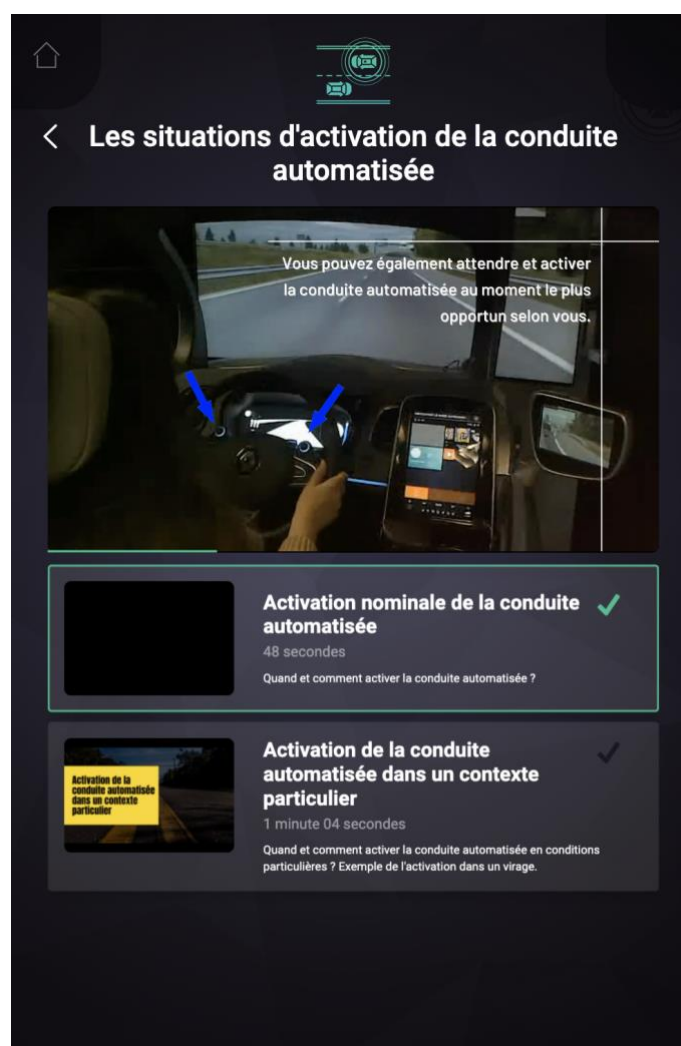 Les situations d'activation de la conduite
automatisée
Vous pouvez également attendre et activer
la conduite automatisée au moment le plus
opportun selon vous.
Activation nominale de la conduite
automatisée
48 secondes
Quand et comment activer la conduite automatisée ?
Activation de la
conduite automatisée
dans un contexte
particulier
Activation de la conduite
automatisée dans un contexte
particulier
1 minute 04 secondes
Quand et comment activer la conduite automatisée en conditions
particulières ? Exemple de l'activation dans un virage.